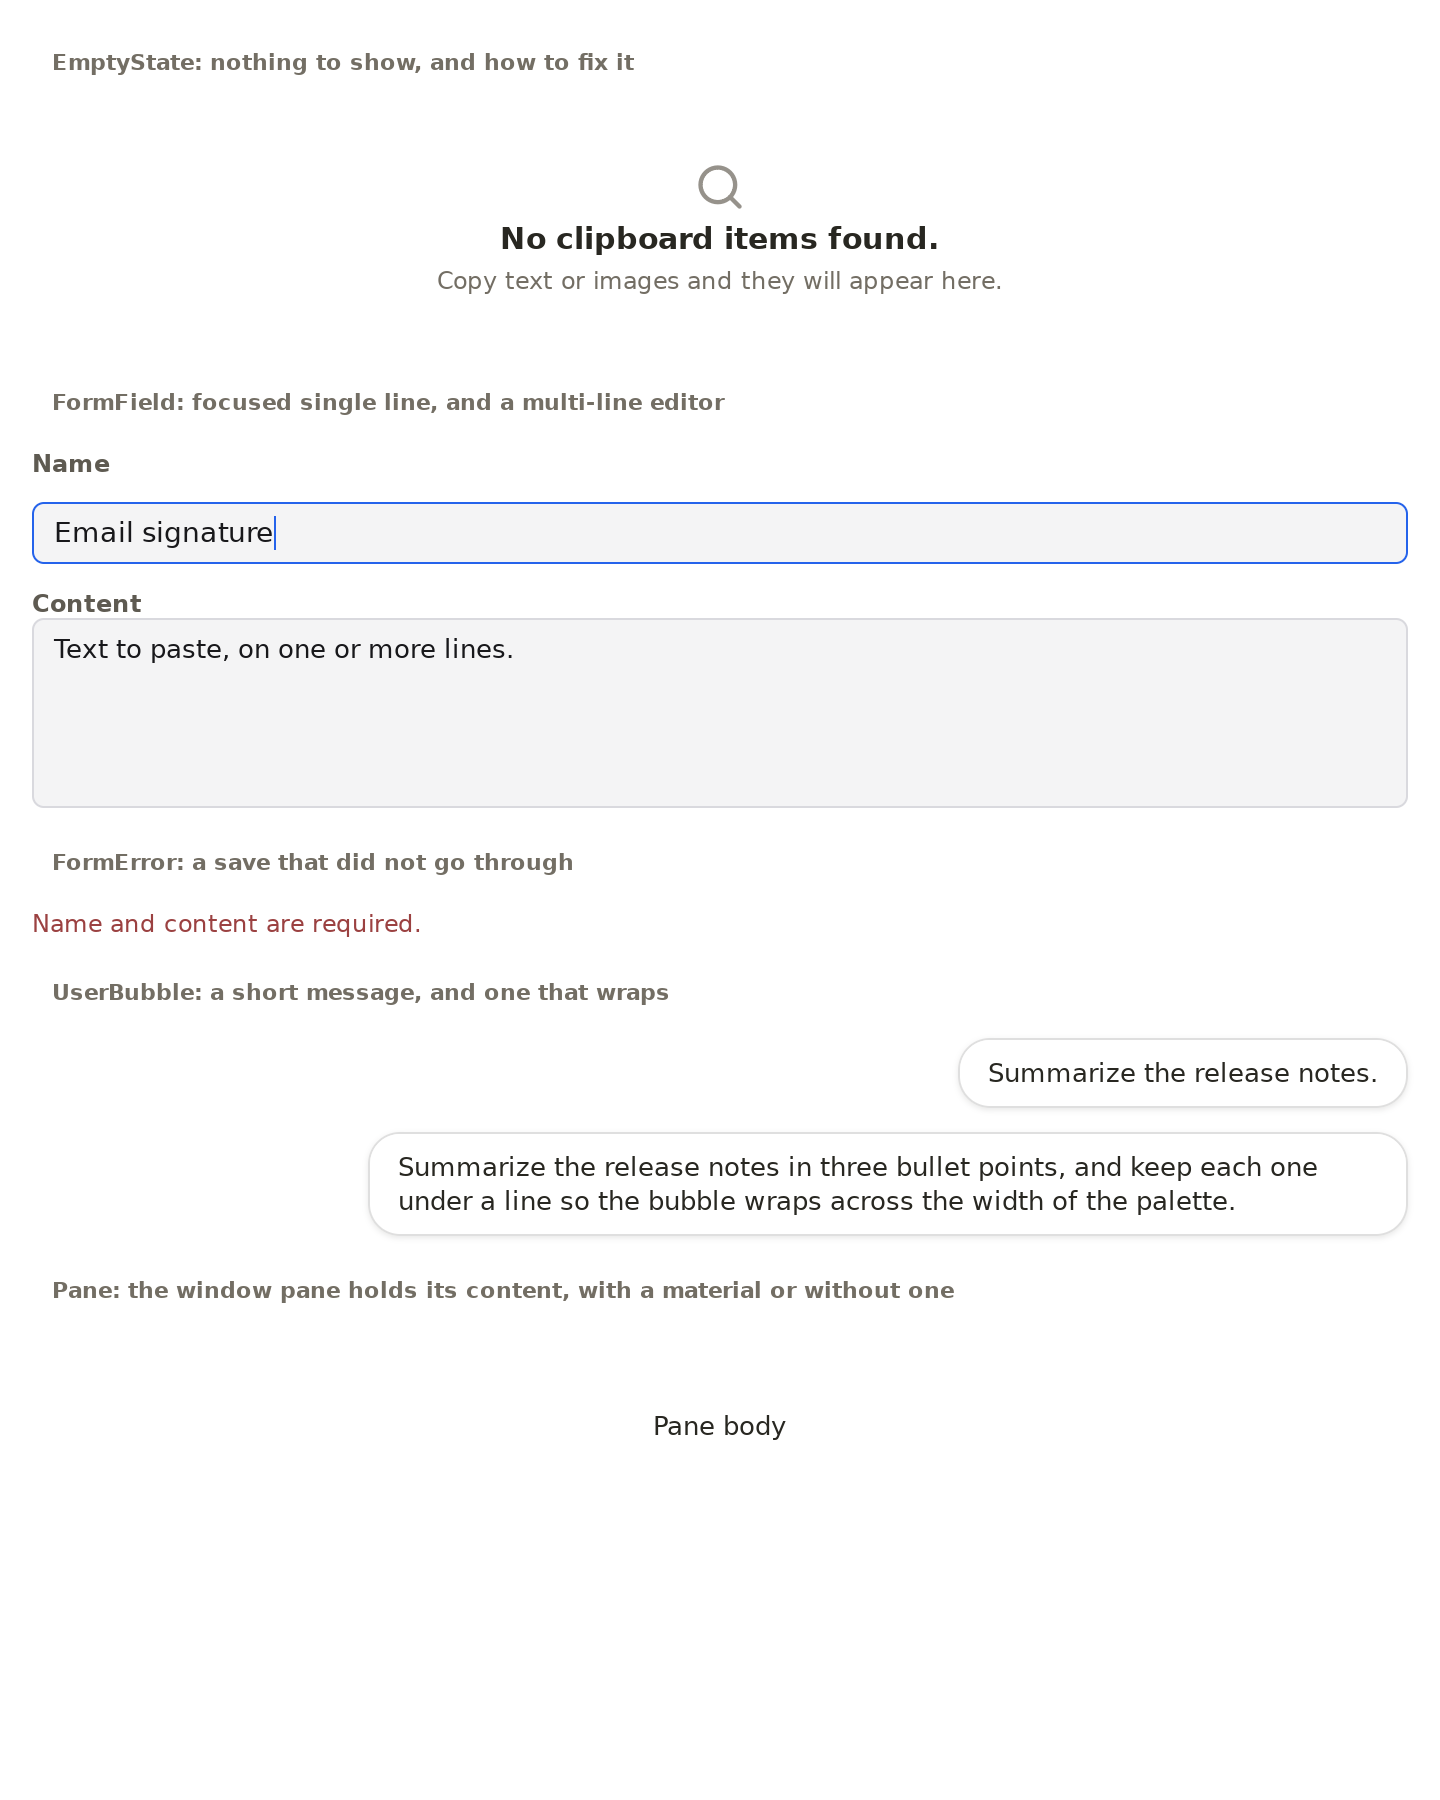 EmptyState: nothing to show, and how to fix it
No clipboard items found.
Copy text or images and they will appear here.
FormField: focused single line, and a multi-line editor
Name
Email signature
Content
Text to paste, on one or more lines.
FormError: a save that did not go through
Name and content are required.
UserBubble: a short message, and one that wraps
Summarize the release notes.
Summarize the release notes in three bullet points, and keep each one
under a line so the bubble wraps across the width of the palette.
Pane: the window pane holds its content, with a material or without one
Pane body